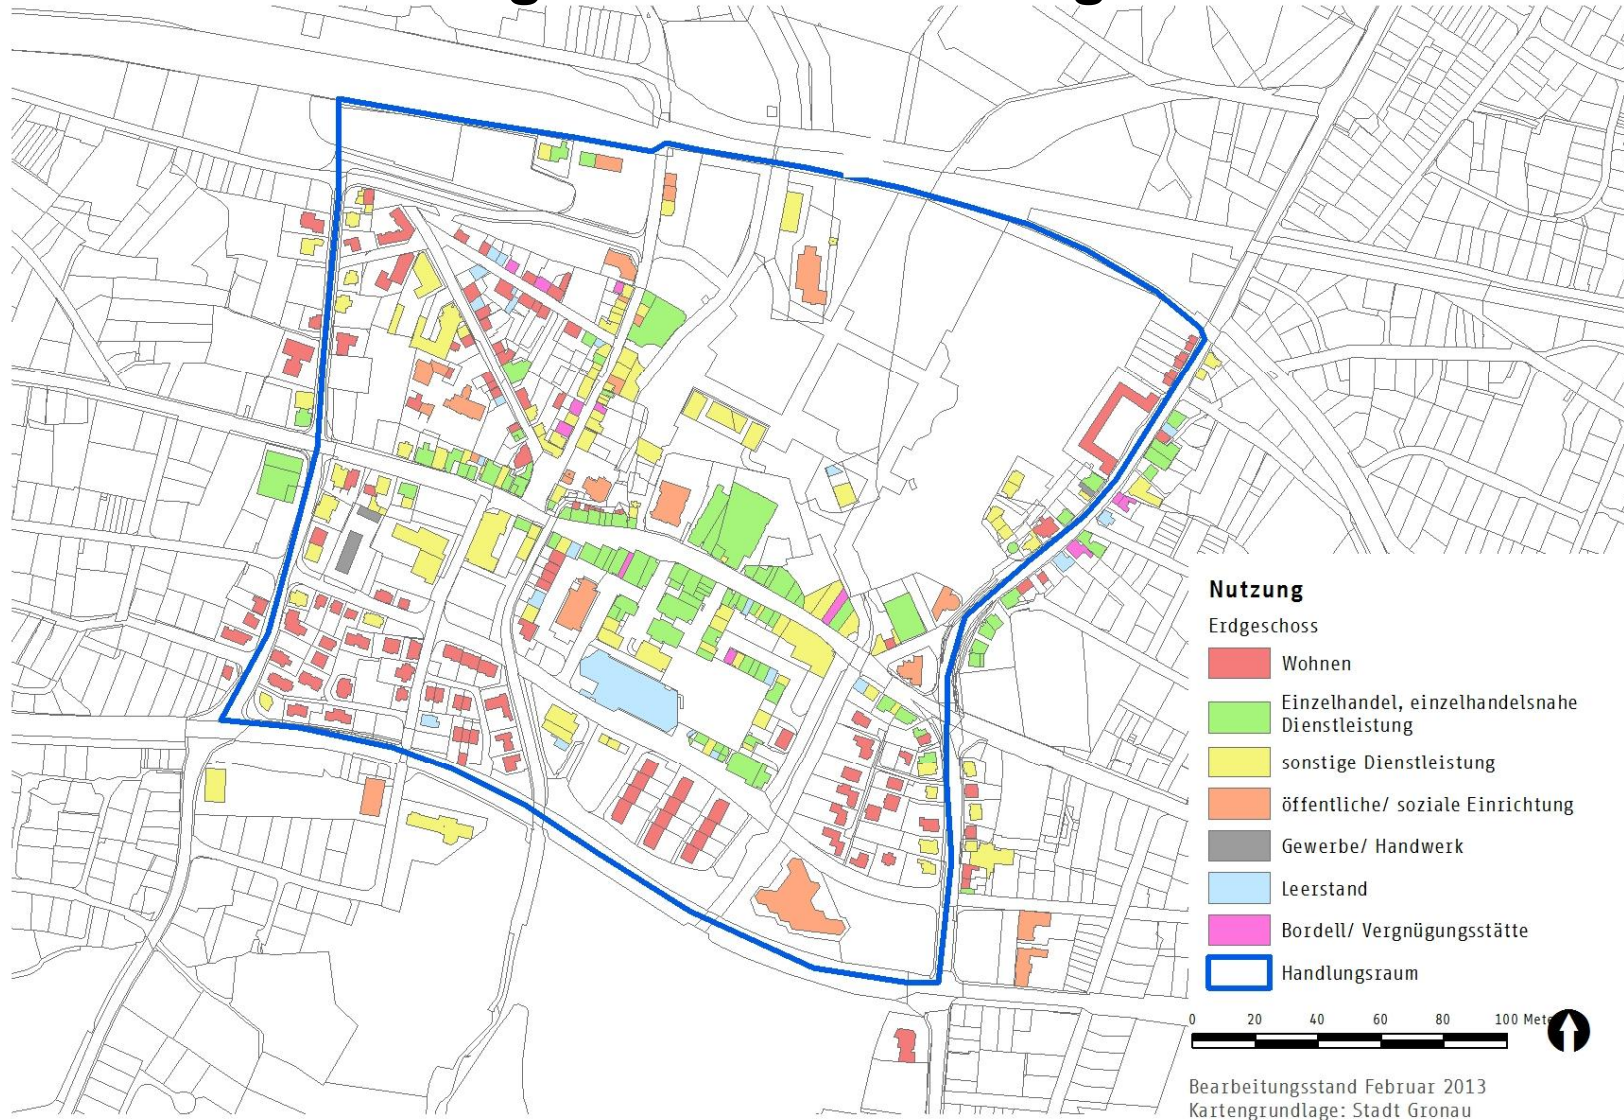 Nutzung
Erdgeschoss
Wohnen
Einzelhandel, einzelhandelsnahe
Dienstleistung
sonstige Dienstleistung
öffentliche/ soziale Einrichtung
Gewerbe/ Handwerk
Leerstand
Bordell/ Vergnügungsstätte
Handlungsraum
0 20 40 60 80 100 Mete
Bearbeitungsstand Februar 2013
Kartengrundlage: Stadt Gronau